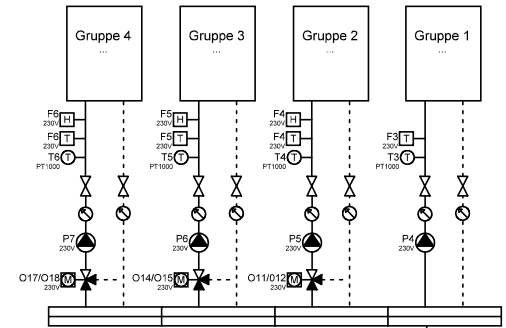 Gruppe 4
...
Gruppe 3
...
Gruppe 2
...
Gruppe 1
...
F6 H
230V
F5 H
230V
F4 H
230V
F6 T
230V
F5 T
230V
F4 T
230V
F3 T
230V
T6 T
PT1000
T5 T
PT1000
T4 T
PT1000
T3 T
PT1000
P7
230V
P6
230V
P5
230V
P4
230V
O17/O18 M
230V
O14/O15 M
230V
O11/012 M
230V